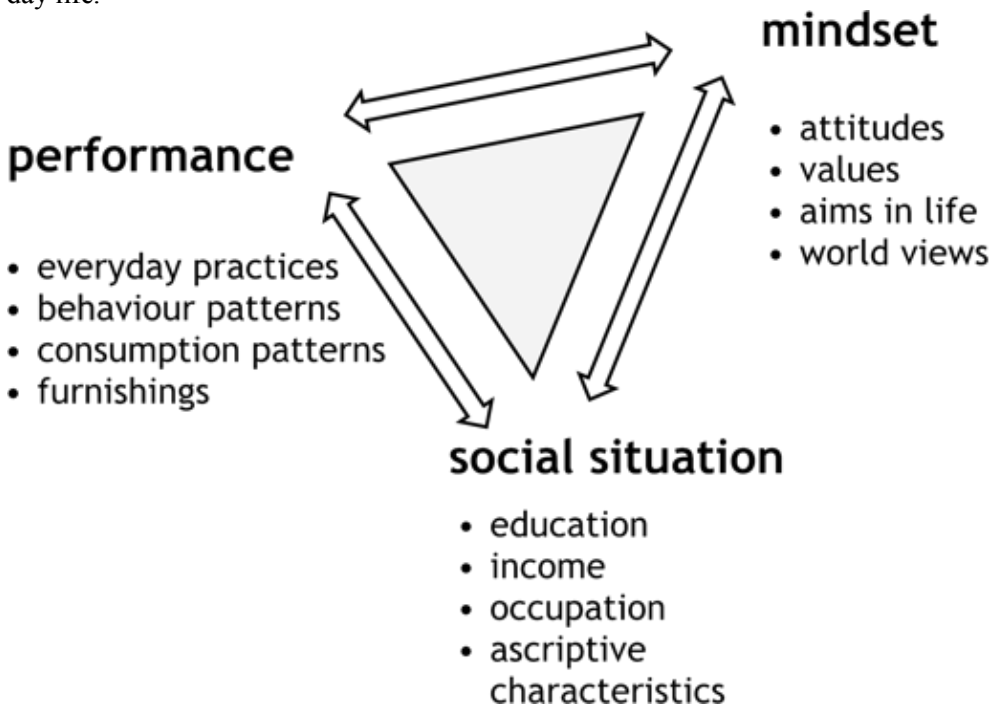 day life.
mindset
• attitudes
• values
• aims in life
• world views
performance
• everyday practices
• behaviour patterns
• consumption patterns
• furnishings
social situation
• education
• income
• occupation
• ascriptive
characteristics